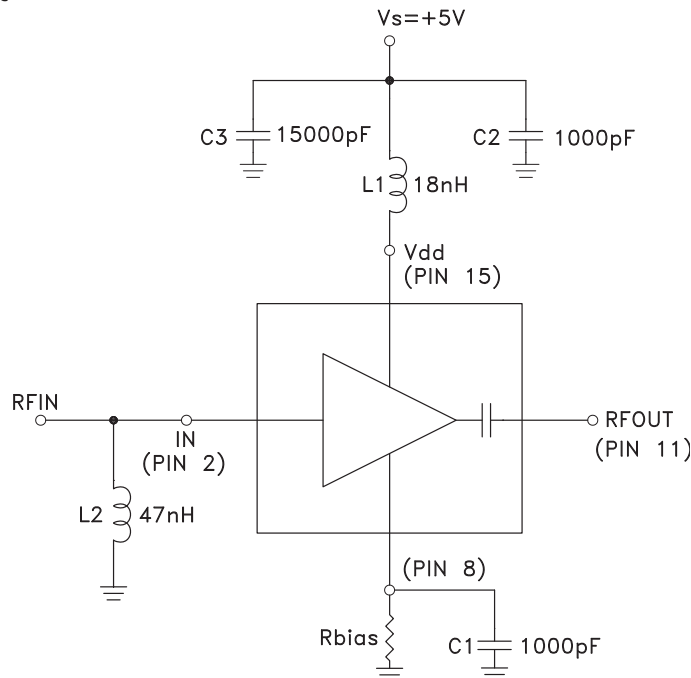 Vs=+5V
C3 15000pF
C2 1000pF
L1 18nH
Vdd
(PIN 15)
RFIN
IN
(PIN 2)
RFOUT
(PIN 11)
L2 47nH
(PIN 8)
Rbias
C1 1000pF